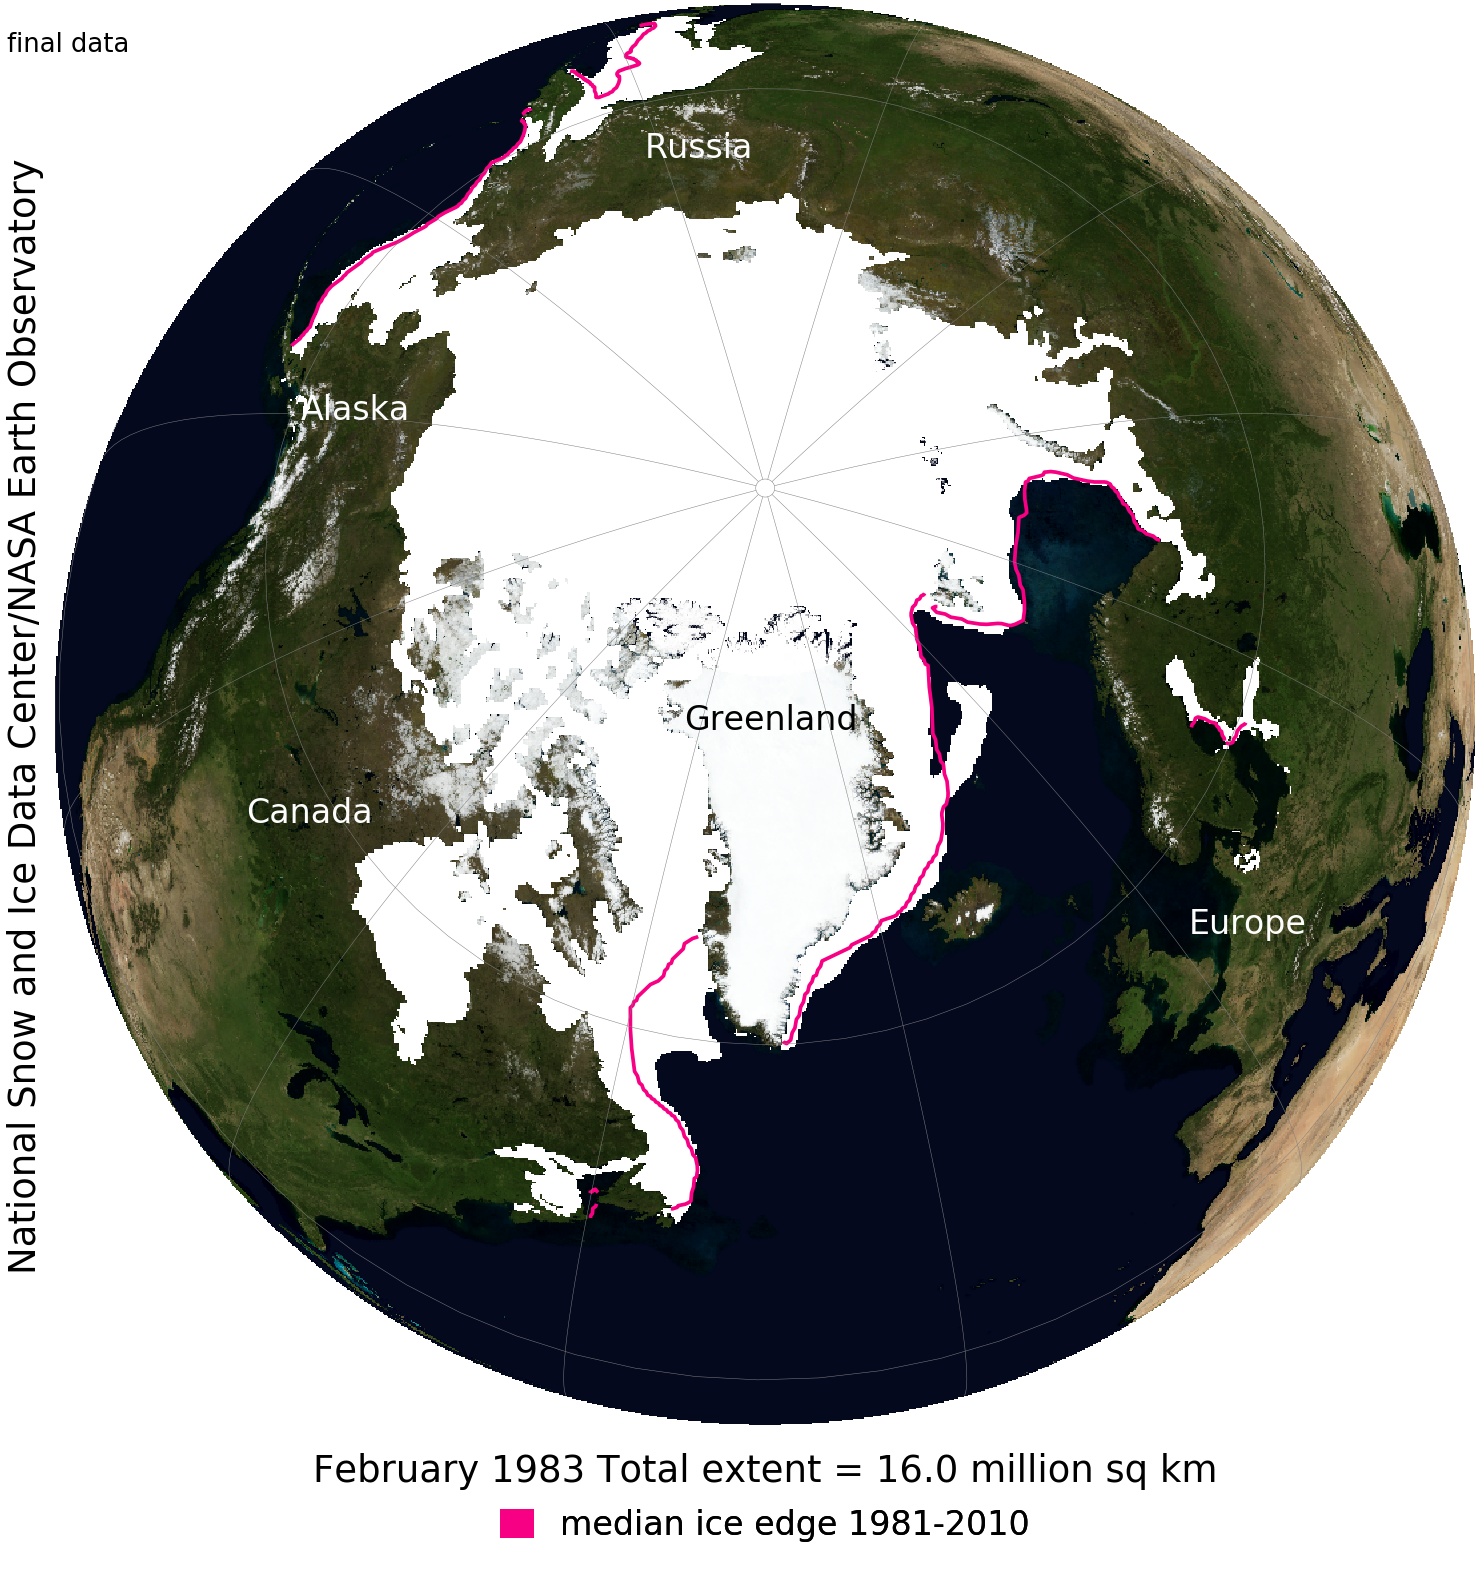 final data
National Snow and Ice Data Center/NASA Earth Observatory
Russia
Alaska
Greenland
Canada
Europe
February 1983 Total extent = 16.0 million sq km
median ice edge 1981-2010